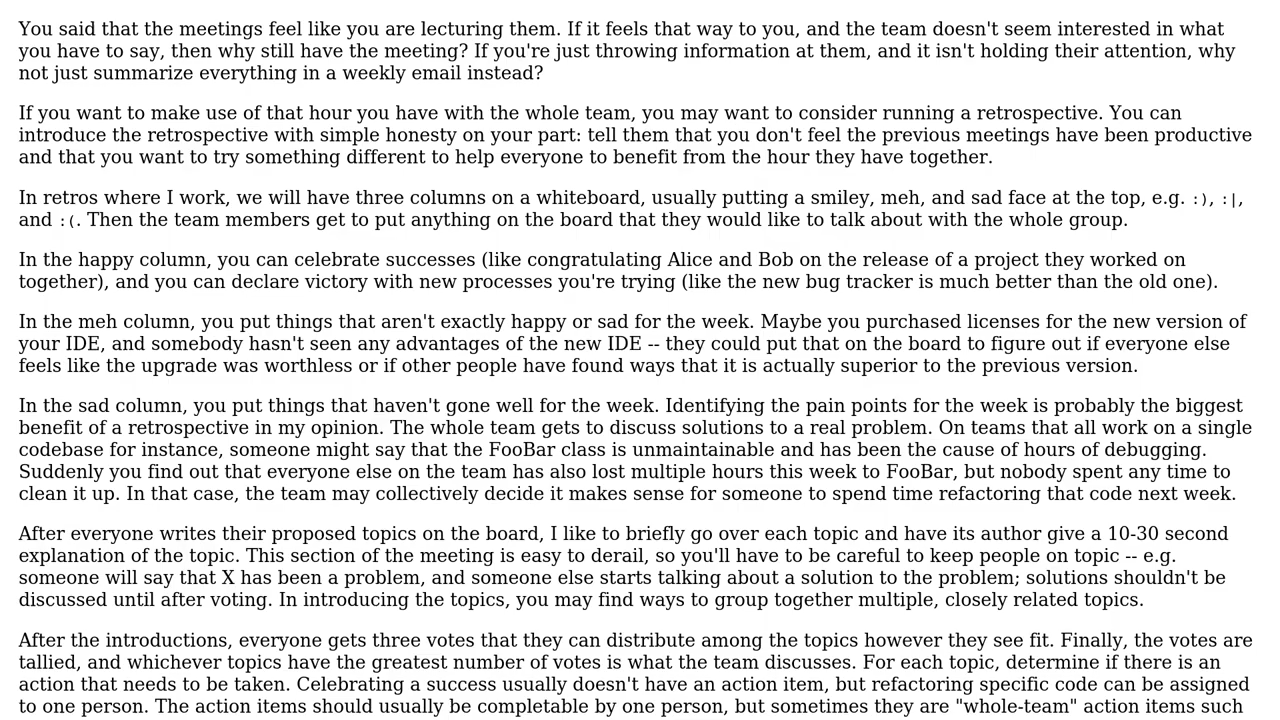 You said that the meetings feel like you are lecturing them. If it feels that way to you, and the team doesn't seem interested in what
you have to say, then why still have the meeting? If you're just throwing information at them, and it isn't holding their attention, why
not just summarize everything in a weekly email instead?
If you want to make use of that hour you have with the whole team, you may want to consider running a retrospective. You can
introduce the retrospective with simple honesty on your part: tell them that you don't feel the previous meetings have been productive
and that you want to try something different to help everyone to benefit from the hour they have together.
In retros where I work, we will have three columns on a whiteboard, usually putting a smiley, meh, and sad face at the top, e.g. :), :|,
and :(. Then the team members get to put anything on the board that they would like to talk about with the whole group.
In the happy column, you can celebrate successes (like congratulating Alice and Bob on the release of a project they worked on
together), and you can declare victory with new processes you're trying (like the new bug tracker is much better than the old one).
In the meh column, you put things that aren't exactly happy or sad for the week. Maybe you purchased licenses for the new version of
your IDE, and somebody hasn't seen any advantages of the new IDE -- they could put that on the board to figure out if everyone else
feels like the upgrade was worthless or if other people have found ways that it is actually superior to the previous version.
In the sad column, you put things that haven't gone well for the week. Identifying the pain points for the week is probably the biggest
benefit of a retrospective in my opinion. The whole team gets to discuss solutions to a real problem. On teams that all work on a single
codebase for instance, someone might say that the FooBar class is unmaintainable and has been the cause of hours of debugging.
Suddenly you find out that everyone else on the team has also lost multiple hours this week to FooBar, but nobody spent any time to
clean it up. In that case, the team may collectively decide it makes sense for someone to spend time refactoring that code next week.
After everyone writes their proposed topics on the board, I like to briefly go over each topic and have its author give a 10-30 second
explanation of the topic. This section of the meeting is easy to derail, so you'll have to be careful to keep people on topic -- e.g.
someone will say that X has been a problem, and someone else starts talking about a solution to the problem; solutions shouldn't be
discussed until after voting. In introducing the topics, you may find ways to group together multiple, closely related topics.
After the introductions, everyone gets three votes that they can distribute among the topics however they see fit. Finally, the votes are
tallied, and whichever topics have the greatest number of votes is what the team discusses. For each topic, determine if there is an
action that needs to be taken. Celebrating a success usually doesn't have an action item, but refactoring specific code can be assigned
to one person. The action items should usually be completable by one person, but sometimes they are "whole-team" action items such